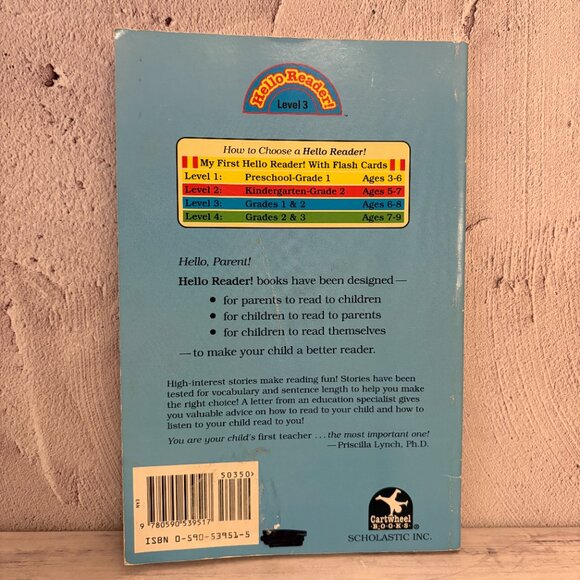 Hello Reader!
Level 3
™
How to Choose a Hello Reader!
My First Hello Reader! With Flash Cards
Level 1: Preschool-Grade 1 Ages 3-6
Level 2: Kindergarten-Grade 2 Ages 5-7
Level 3: Grades 1 & 2 Ages 6-8
Level 4: Grades 2 & 3 Ages 7-9
Hello, Parent!
Hello Reader! books have been designed —
• for parents to read to children
• for children to read to parents
• for children to read themselves
— to make your child a better reader.
High-interest stories make reading fun! Stories have been
tested for vocabulary and sentence length to help you make
the right choice! A letter from an education specialist gives
you valuable advice on how to read to your child and how to
listen to your child read to you!
You are your child's first teacher . . . the most important one!
— Priscilla Lynch, Ph.D.
50350
EAN
9 780590 539517
ISBN 0-590-53951-5
Cartwheel
BOOKS®
SCHOLASTIC INC.